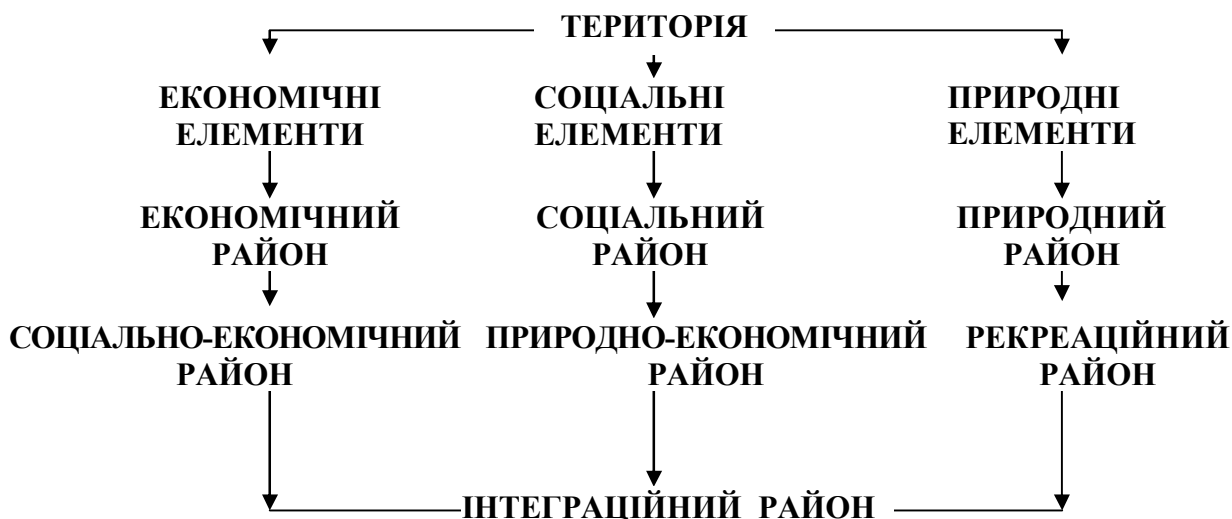 ТЕРИТОРІЯ
ЕКОНОМІЧНІ
ЕЛЕМЕНТИ
СОЦІАЛЬНІ
ЕЛЕМЕНТИ
ПРИРОДНІ
ЕЛЕМЕНТИ
ЕКОНОМІЧНИЙ
РАЙОН
СОЦІАЛЬНИЙ
РАЙОН
ПРИРОДНИЙ
РАЙОН
СОЦІАЛЬНО-ЕКОНОМІЧНИЙ
РАЙОН
ПРИРОДНО-ЕКОНОМІЧНИЙ
РАЙОН
РЕКРЕАЦІЙНИЙ
РАЙОН
ІНТЕГРАЦІЙНИЙ РАЙОН